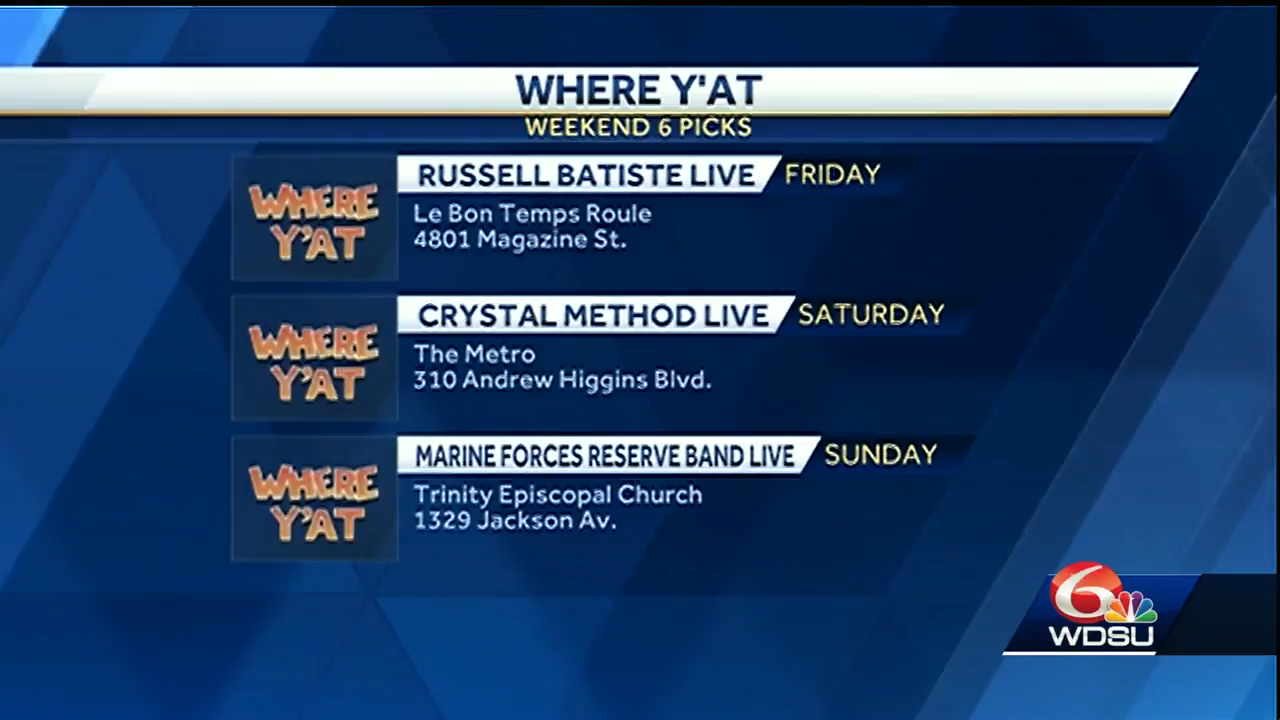 WHERE Y'AT
WEEKEND 6 PICKS
WHERE
Y'AT
RUSSELL BATISTE LIVE FRIDAY
Le Bon Temps Roule
4801 Magazine St.
WHERE
Y'AT
CRYSTAL METHOD LIVE SATURDAY
The Metro
310 Andrew Higgins Blvd.
WHERE
Y'AT
MARINE FORCES RESERVE BAND LIVE SUNDAY
Trinity Episcopal Church
1329 Jackson Av.
6
WDSU